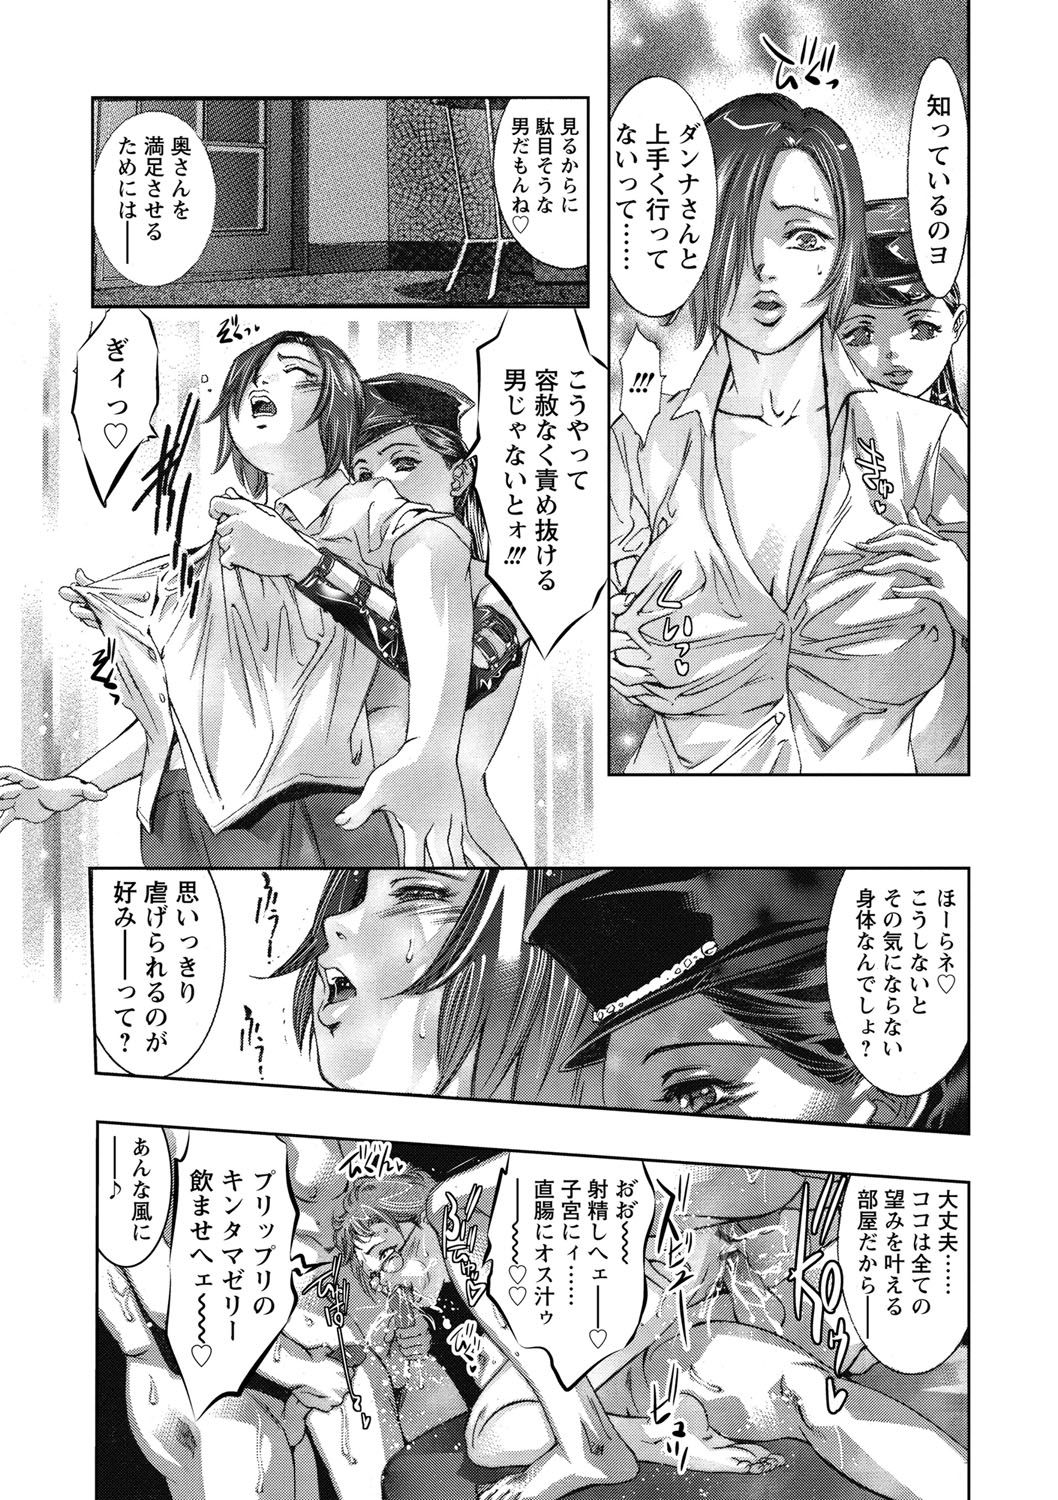 知っているのヨ
ダンナさんと
上手く行って
ないって……
!!!
見るからに
駄目そうな
男だもんね♡
奥さんを
満足させる
ためには──
こうやって
容赦なく責め抜ける
男じゃないとォ!!!
ぎィっ♡
ほーらネ♡
こうしないと
その気にならない
身体なんでしょ?
思いっきり
虐げられるのが
好み──って?
大丈夫……
ココは全ての
望みを叶える
部屋だから──
おお〜
射精しへェ──♡
子宮にィ……
直腸にオス汁ゥ
──♡♡
プリップリの
キンタマゼリー
飲ませへェ〜〜♡
あんな風に
──♪